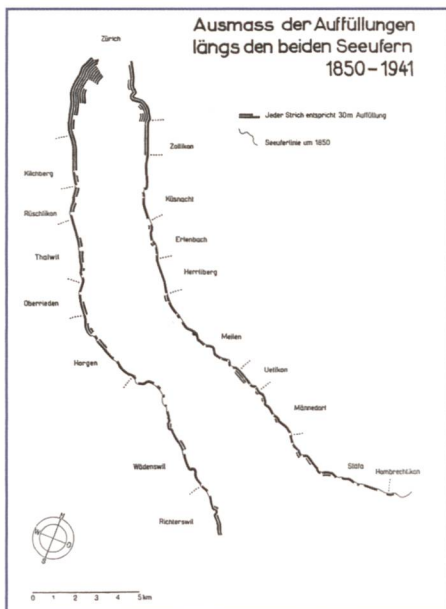 Ausmass der Auffüllungen
längs den beiden Seeufern
1850-1941
Zürich
Jeder Strich entspricht 30m Auffüllung
Seeuferlinie um 1850
Zollikon
Kilchberg
Küsnacht
Rüschlikon
Erlenbach
Thalwil
Herrliberg
Oberrieden
Meilen
Horgen
Uetikon
Männedorf
Wädenswil
Stäfa
Hombrechtikon
Richterswil
N
W
O
S
0 1 2 3 4 5km